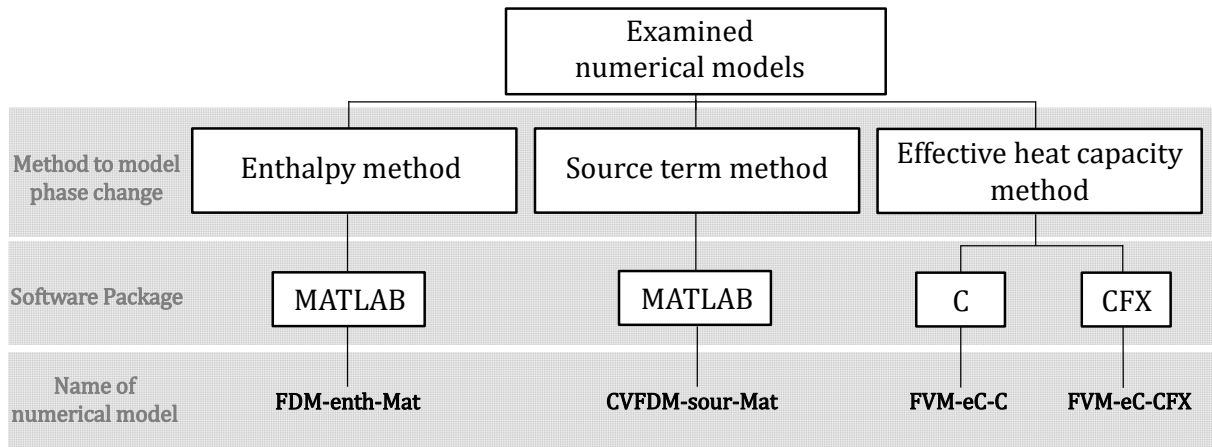 Examined
numerical models
Method to model
phase change
Enthalpy method
Source term method
Effective heat capacity
method
Software Package
MATLAB
MATLAB
C
CFX
Name of
numerical model
FDM-enth-Mat
CVFDM-sour-Mat
FVM-eC-C
FVM-eC-CFX